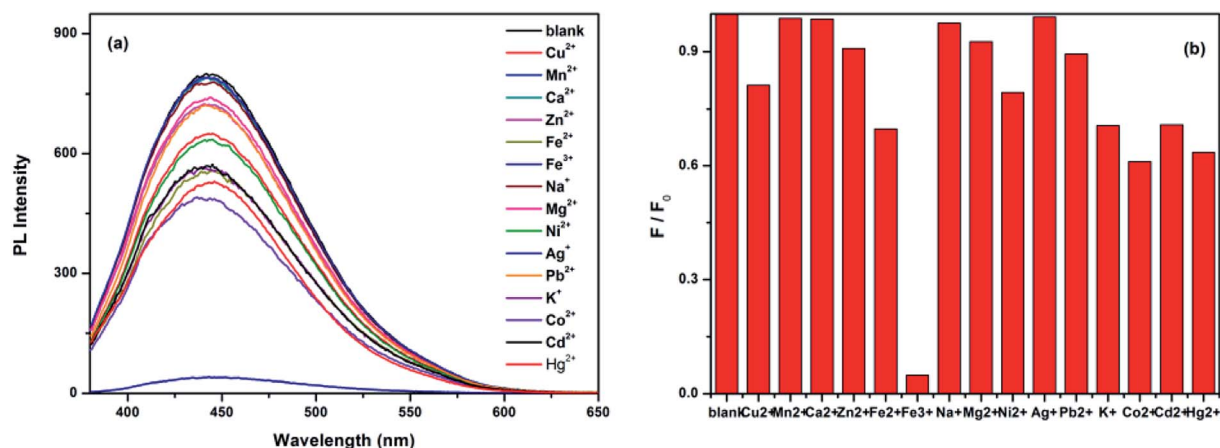 (a)
PL Intensity
900
600
300
0
400
450
500
550
600
650
Wavelength (nm)
blank
Cu²⁺
Mn²⁺
Ca²⁺
Zn²⁺
Fe²⁺
Fe³⁺
Na⁺
Mg²⁺
Ni²⁺
Ag⁺
Pb²⁺
K⁺
Co²⁺
Cd²⁺
Hg²⁺
(b)
F / F₀
0.9
0.6
0.3
0.0
blank Cu2+ Mn2+ Ca2+ Zn2+ Fe2+ Fe3+ Na+ Mg2+ Ni2+ Ag+ Pb2+ K+ Co2+ Cd2+ Hg2+